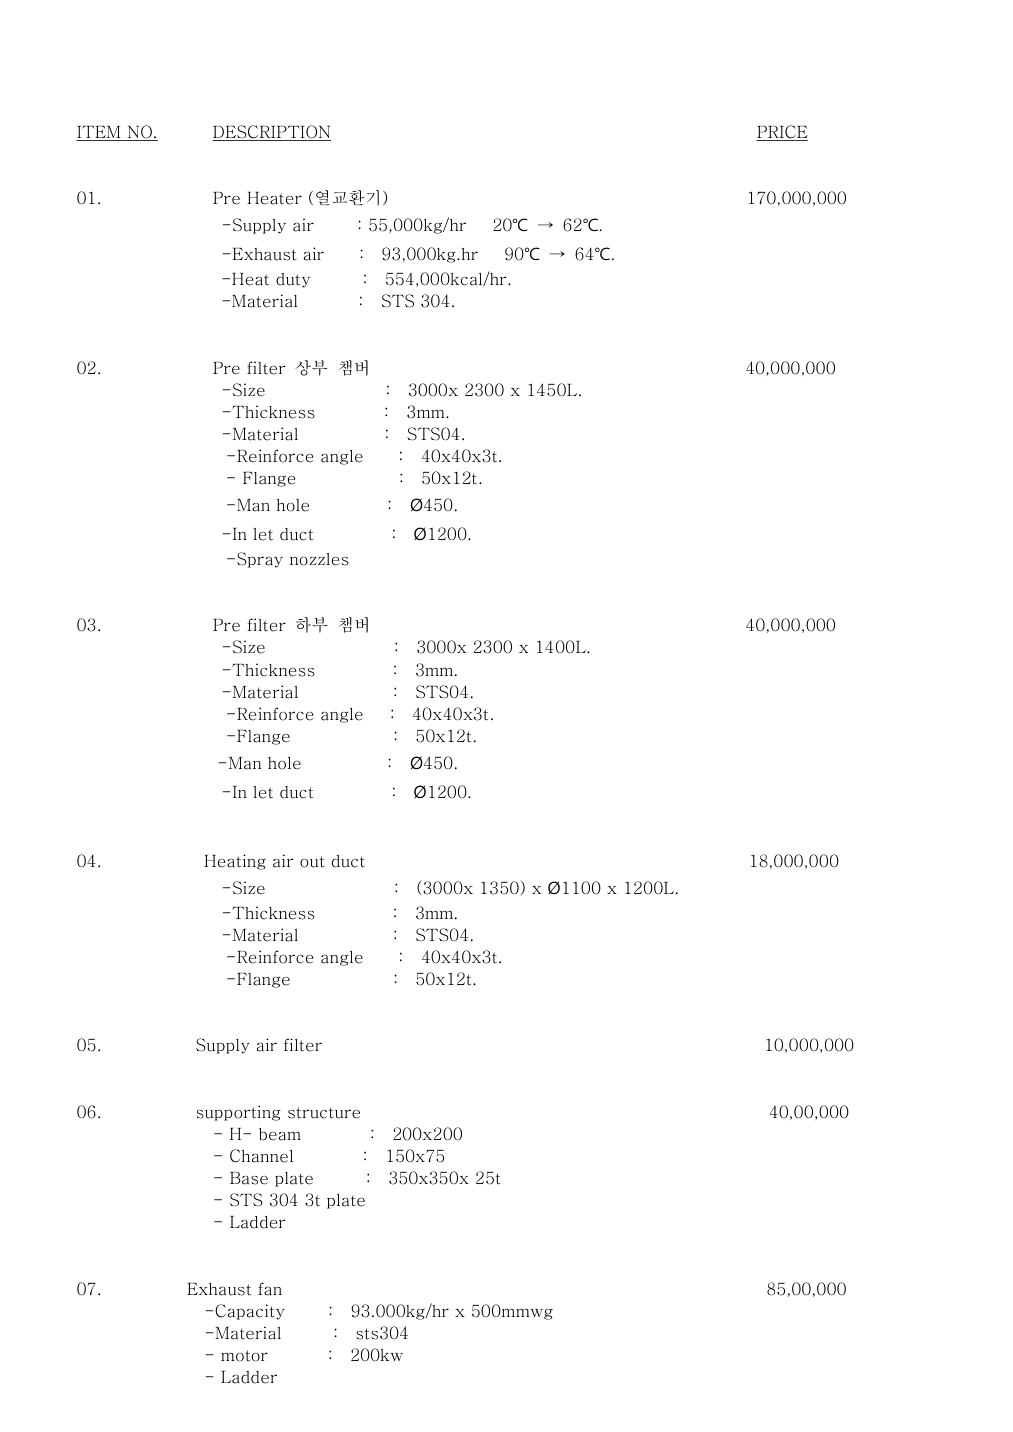 ITEM NO. DESCRIPTION PRICE
01. Pre Heater (열교환기) 170,000,000
-Supply air : 55,000kg/hr 20℃ → 62℃.
-Exhaust air : 93,000kg.hr 90℃ → 64℃.
-Heat duty : 554,000kcal/hr.
-Material : STS 304.
02. Pre filter 상부 챔버 40,000,000
-Size : 3000x 2300 x 1450L.
-Thickness : 3mm.
-Material : STS04.
-Reinforce angle : 40x40x3t.
- Flange : 50x12t.
-Man hole : Ø450.
-In let duct : Ø1200.
-Spray nozzles
03. Pre filter 하부 챔버 40,000,000
-Size : 3000x 2300 x 1400L.
-Thickness : 3mm.
-Material : STS04.
-Reinforce angle : 40x40x3t.
-Flange : 50x12t.
-Man hole : Ø450.
-In let duct : Ø1200.
04. Heating air out duct 18,000,000
-Size : (3000x 1350) x Ø1100 x 1200L.
-Thickness : 3mm.
-Material : STS04.
-Reinforce angle : 40x40x3t.
-Flange : 50x12t.
05. Supply air filter 10,000,000
06. supporting structure 40,00,000
- H- beam : 200x200
- Channel : 150x75
- Base plate : 350x350x 25t
- STS 304 3t plate
- Ladder
07. Exhaust fan 85,00,000
-Capacity : 93.000kg/hr x 500mmwg
-Material : sts304
- motor : 200kw
- Ladder